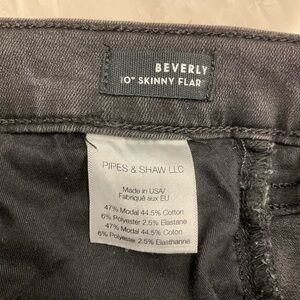 BEVERLY
10" SKINNY FLAR
PIPES & SHAW LLC
Made in USA/
Fabriqué aux EU
47% Modal 44.5% Cotton
6% Polyester 2.5% Elastane
47% Modal 44.5% Coton
6% Polyester 2.5% Elasthanne